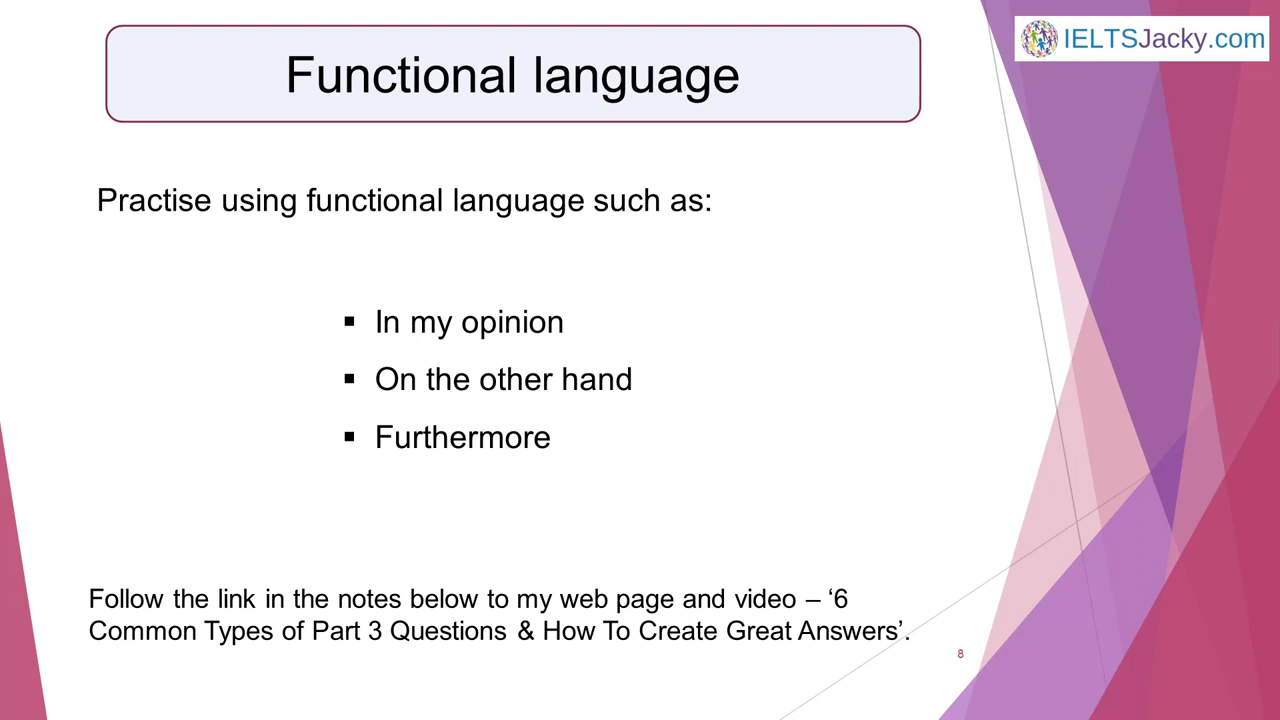 IELTSJacky.com
Functional language
Practise using functional language such as:
▪ In my opinion
▪ On the other hand
▪ Furthermore
Follow the link in the notes below to my web page and video – ‘6
Common Types of Part 3 Questions & How To Create Great Answers’.
8